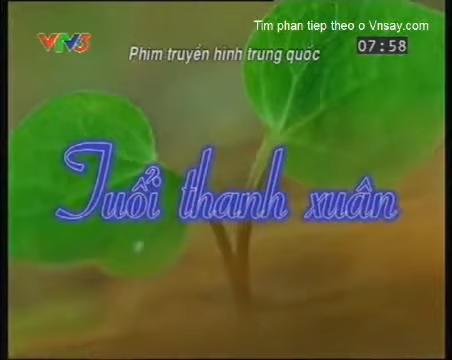 Tim phan tiep theo o Vnsay.com
VTV3
07:58
Phim truyền hình trung quốc
Tuổi thanh xuân